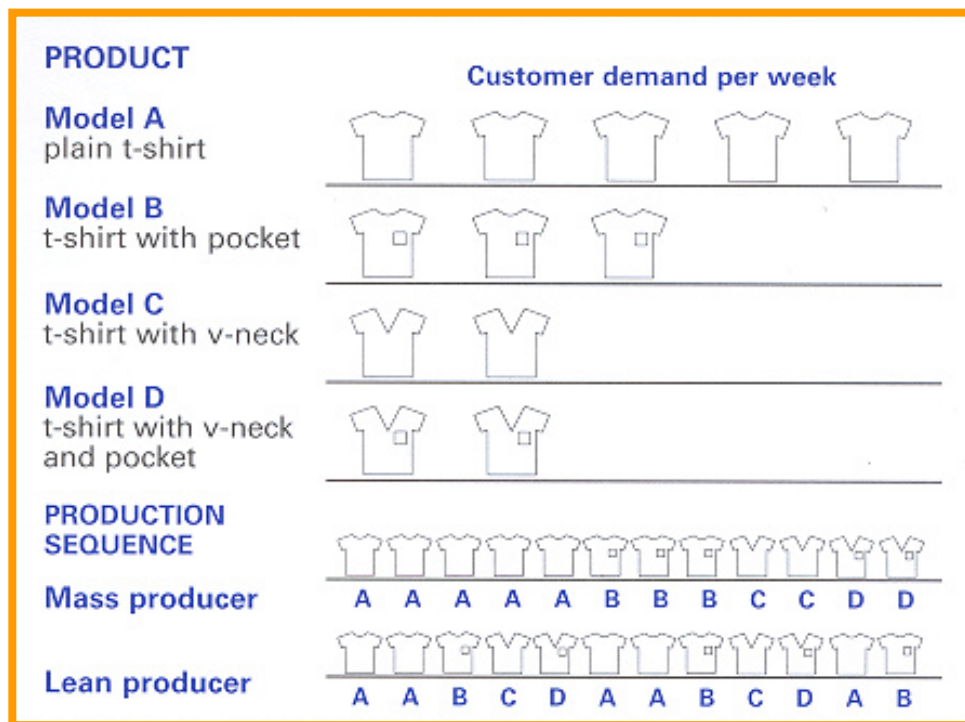 PRODUCT
Customer demand per week
Model A
plain t-shirt
Model B
t-shirt with pocket
Model C
t-shirt with v-neck
Model D
t-shirt with v-neck
and pocket
PRODUCTION
SEQUENCE
Mass producer A A A A A B B B C C D D
Lean producer A A B C D A A B C D A B